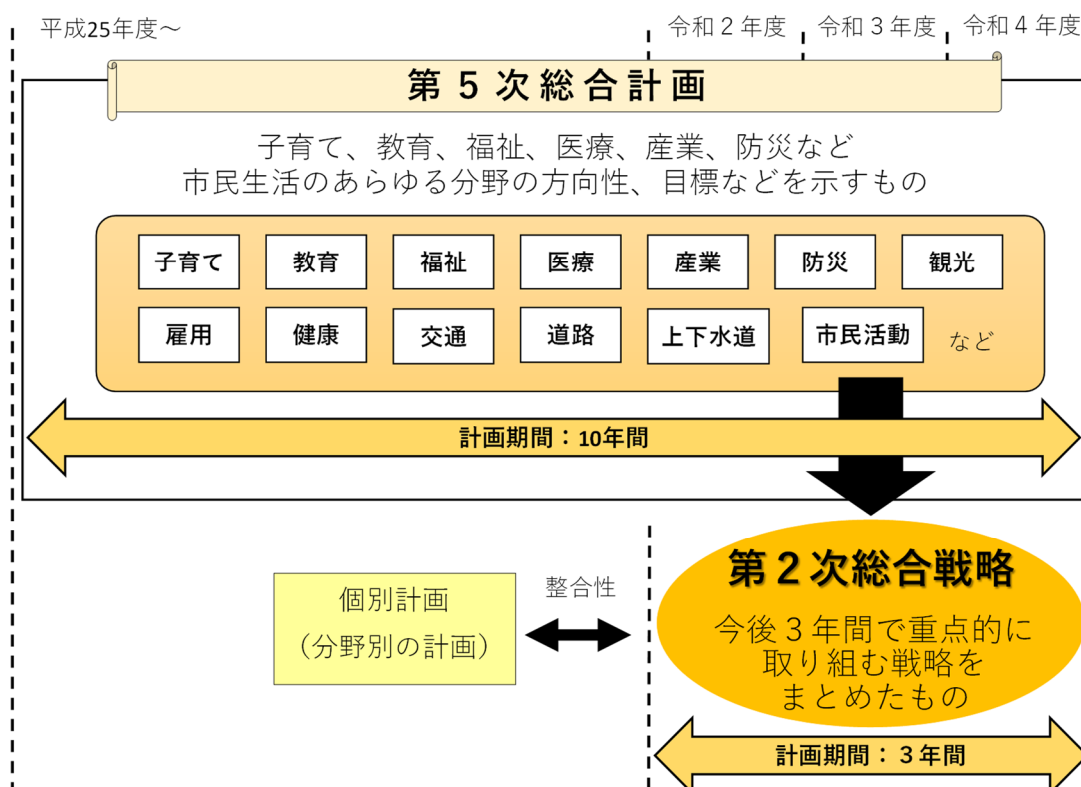 平成25年度～
令和２年度
令和３年度
令和４年度
第５次総合計画
子育て、教育、福祉、医療、産業、防災など
市民生活のあらゆる分野の方向性、目標などを示すもの
子育て
教育
福祉
医療
産業
防災
観光
雇用
健康
交通
道路
上下水道
市民活動
など
計画期間：10年間
第２次総合戦略
今後３年間で重点的に
取り組む戦略を
まとめたもの
個別計画
（分野別の計画）
整合性
計画期間：３年間